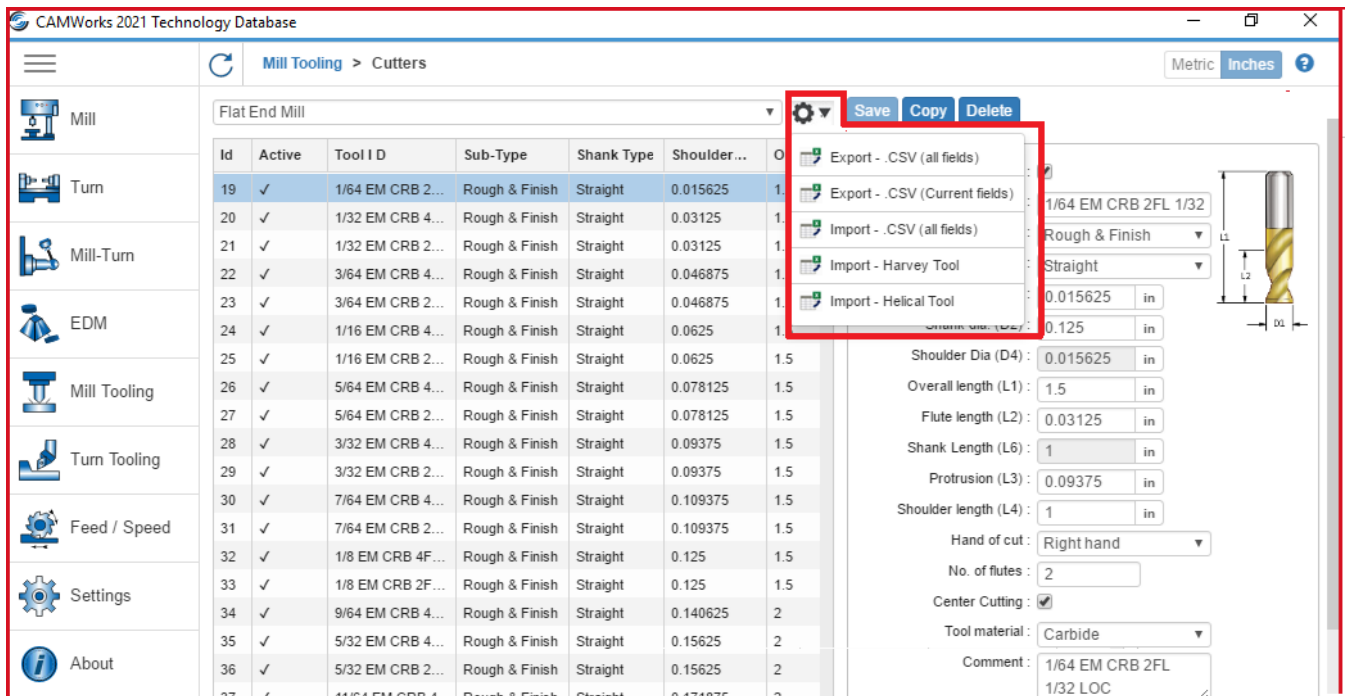 CAMWorks 2021 Technology Database
Mill Tooling > Cutters
Metric Inches ?
Mill
Turn
Mill-Turn
EDM
Mill Tooling
Turn Tooling
Feed / Speed
Settings
About
Flat End Mill
Save Copy Delete
Id Active Tool I D Sub-Type Shank Type Shoulder... O
19 ✓ 1/64 EM CRB 2... Rough & Finish Straight 0.015625 1.
20 ✓ 1/32 EM CRB 4... Rough & Finish Straight 0.03125 1.
21 ✓ 1/32 EM CRB 2... Rough & Finish Straight 0.03125 1.
22 ✓ 3/64 EM CRB 4... Rough & Finish Straight 0.046875 1.
23 ✓ 3/64 EM CRB 2... Rough & Finish Straight 0.046875 1.
24 ✓ 1/16 EM CRB 4... Rough & Finish Straight 0.0625 1.
25 ✓ 1/16 EM CRB 2... Rough & Finish Straight 0.0625 1.5
26 ✓ 5/64 EM CRB 4... Rough & Finish Straight 0.078125 1.5
27 ✓ 5/64 EM CRB 2... Rough & Finish Straight 0.078125 1.5
28 ✓ 3/32 EM CRB 4... Rough & Finish Straight 0.09375 1.5
29 ✓ 3/32 EM CRB 2... Rough & Finish Straight 0.09375 1.5
30 ✓ 7/64 EM CRB 4... Rough & Finish Straight 0.109375 1.5
31 ✓ 7/64 EM CRB 2... Rough & Finish Straight 0.109375 1.5
32 ✓ 1/8 EM CRB 4F... Rough & Finish Straight 0.125 1.5
33 ✓ 1/8 EM CRB 2F... Rough & Finish Straight 0.125 1.5
34 ✓ 9/64 EM CRB 4... Rough & Finish Straight 0.140625 2
35 ✓ 5/32 EM CRB 4... Rough & Finish Straight 0.15625 2
36 ✓ 5/32 EM CRB 2... Rough & Finish Straight 0.15625 2
Export - .CSV (all fields)
Export - .CSV (Current fields)
Import - .CSV (all fields)
Import - Harvey Tool
Import - Helical Tool
1/64 EM CRB 2FL 1/32
Rough & Finish
Straight
0.015625 in
Shank dia. (D2) : 0.125 in
Shoulder Dia (D4) : 0.015625 in
Overall length (L1) : 1.5 in
Flute length (L2) : 0.03125 in
Shank Length (L6) : 1 in
Protrusion (L3) : 0.09375 in
Shoulder length (L4) : 1 in
Hand of cut : Right hand
No. of flutes : 2
Center Cutting :
Tool material : Carbide
Comment : 1/64 EM CRB 2FL
1/32 LOC
L1
L2
D1